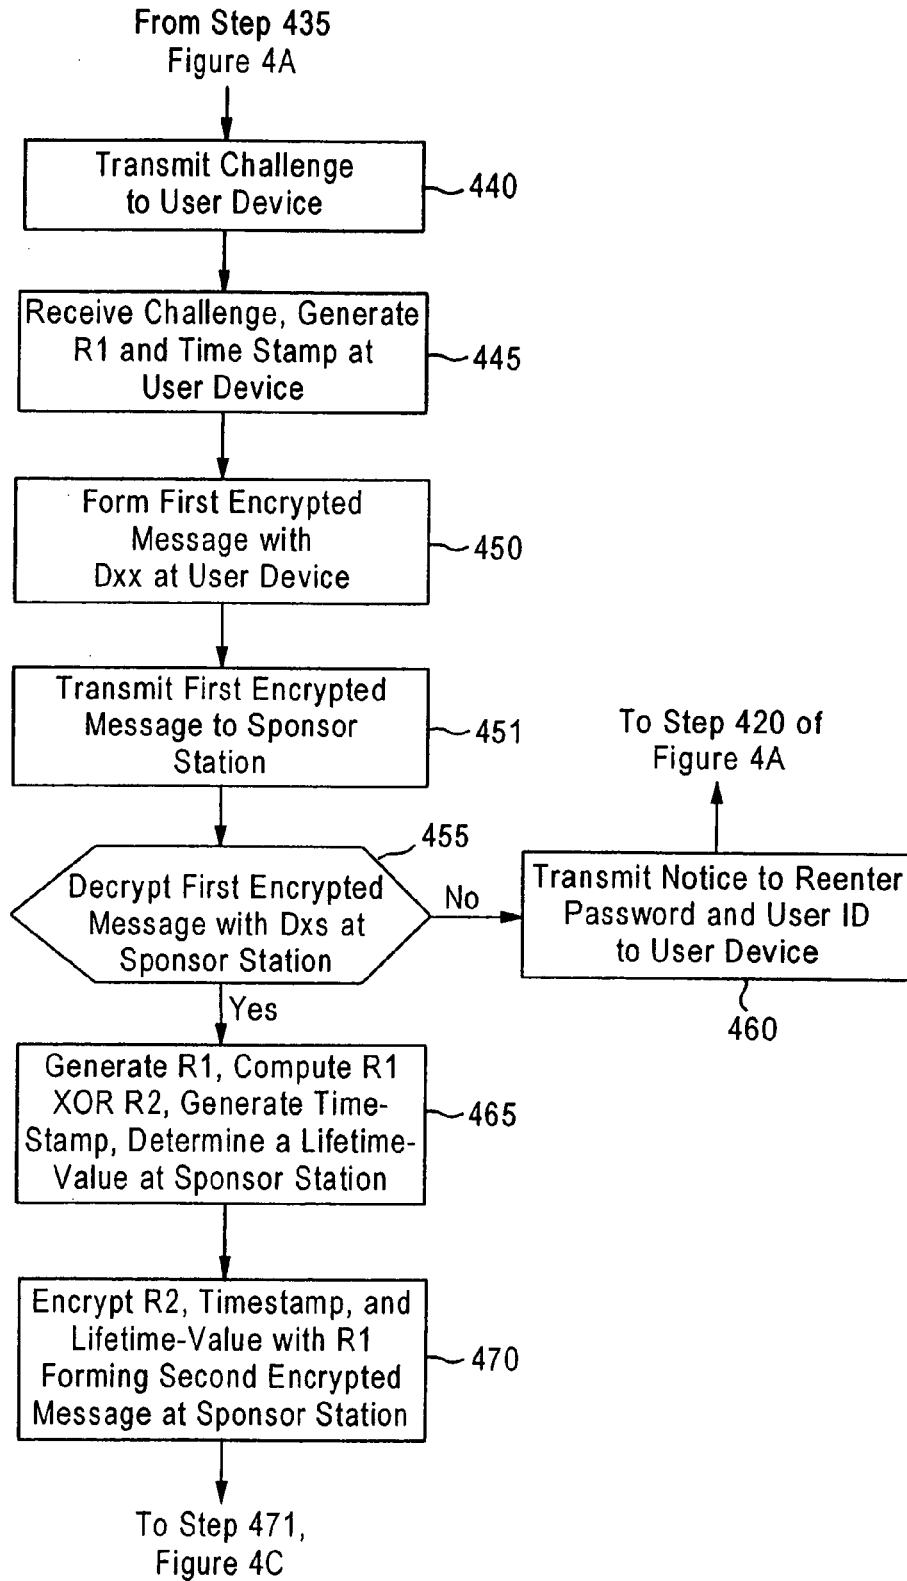 From Step 435
Figure 4A
Transmit Challenge
to User Device
440
Receive Challenge, Generate
R1 and Time Stamp at
User Device
445
Form First Encrypted
Message with
Dxx at User Device
450
Transmit First Encrypted
Message to Sponsor
Station
451
To Step 420 of
Figure 4A
455
Decrypt First Encrypted
Message with Dxs at
Sponsor Station
No
Transmit Notice to Reenter
Password and User ID
to User Device
460
Yes
Generate R1, Compute R1
XOR R2, Generate Time-
Stamp, Determine a Lifetime-
Value at Sponsor Station
465
Encrypt R2, Timestamp, and
Lifetime-Value with R1
Forming Second Encrypted
Message at Sponsor Station
470
To Step 471,
Figure 4C